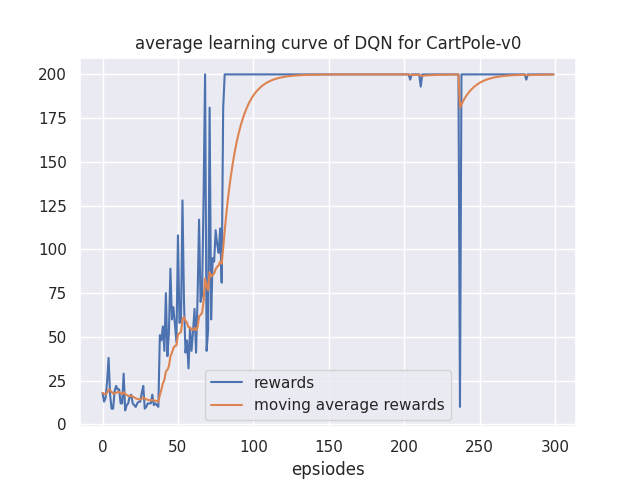 average learning curve of DQN for CartPole-v0
200
175
150
125
100
75
50
25
0
rewards
moving average rewards
0 50 100 150 200 250 300
epsiodes